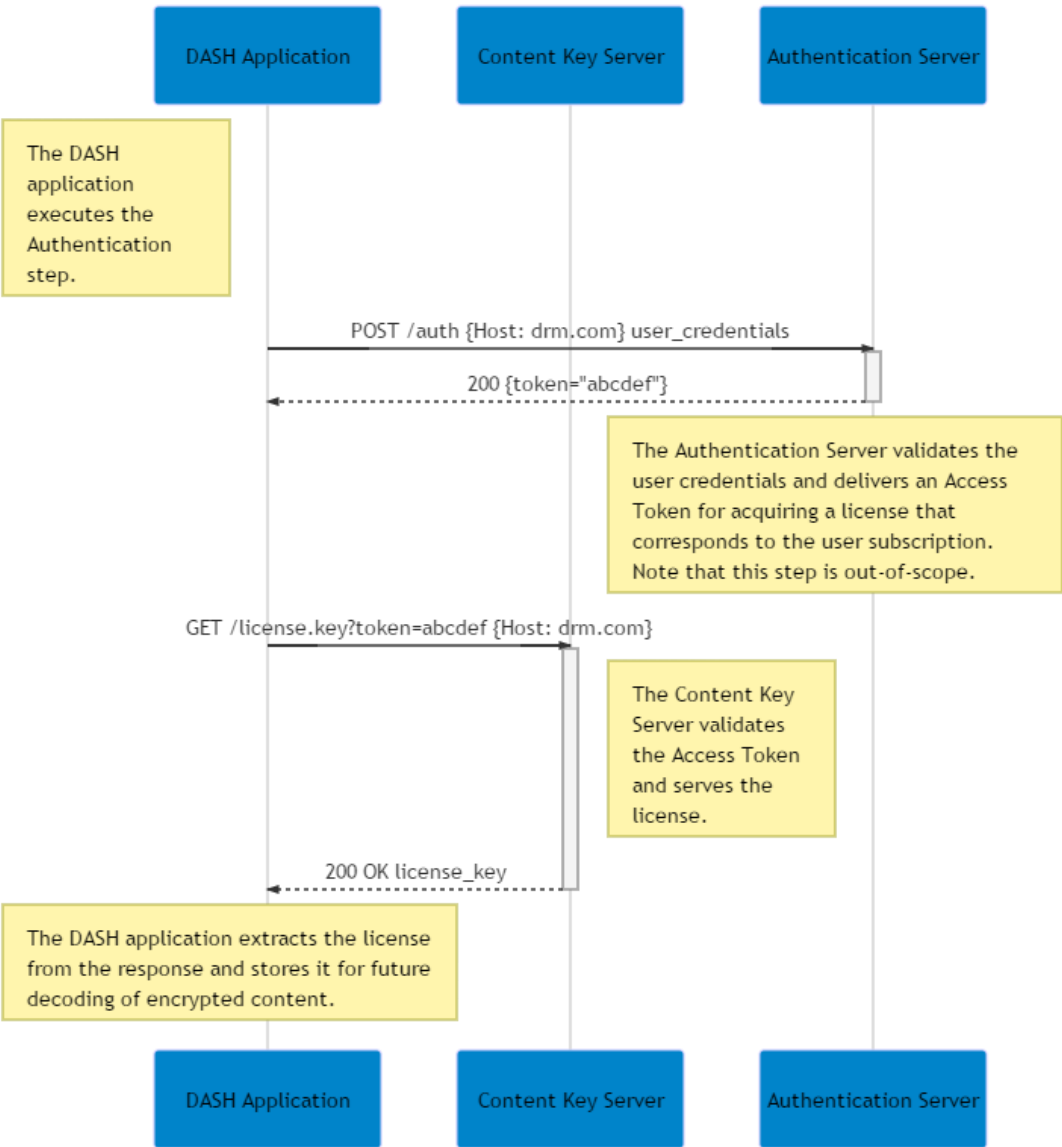 DASH Application
Content Key Server
Authentication Server
The DASH
application
executes the
Authentication
step.
POST /auth {Host: drm.com} user_credentials
200 {token="abcdef"}
The Authentication Server validates the
user credentials and delivers an Access
Token for acquiring a license that
corresponds to the user subscription.
Note that this step is out-of-scope.
GET /license.key?token=abcdef {Host: drm.com}
The Content Key
Server validates
the Access Token
and serves the
license.
200 OK license_key
The DASH application extracts the license
from the response and stores it for future
decoding of encrypted content.
DASH Application
Content Key Server
Authentication Server